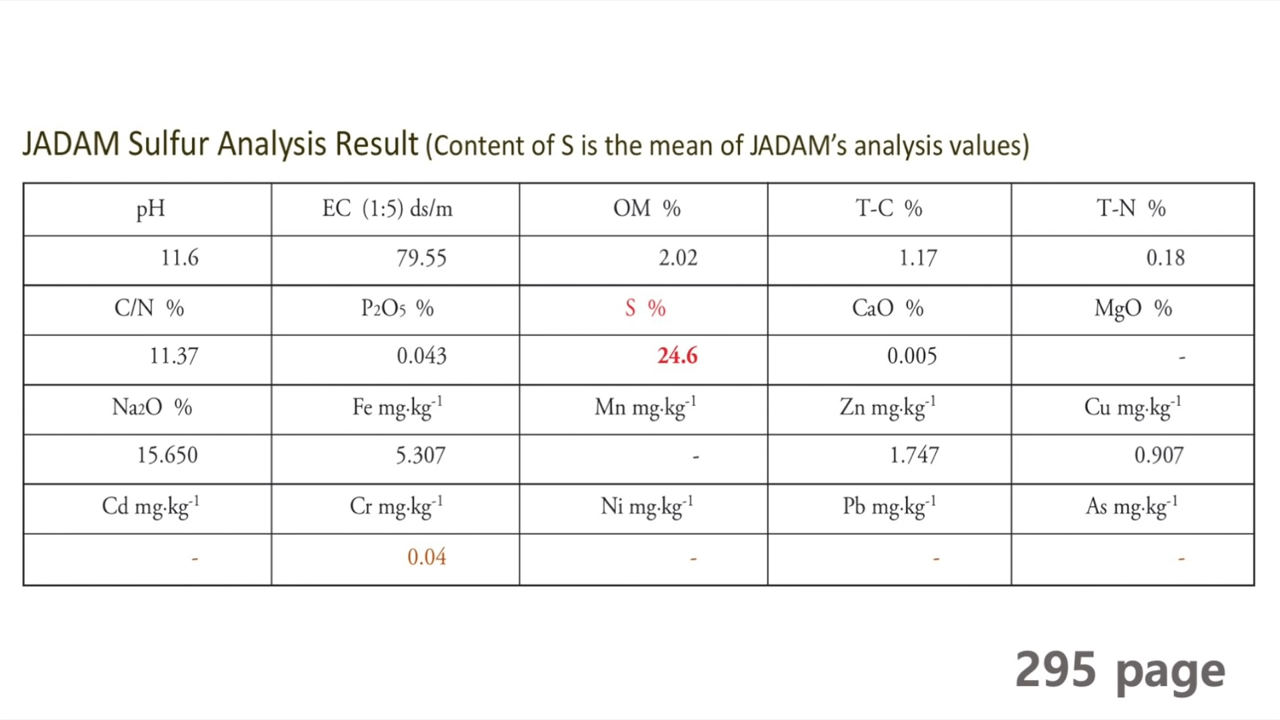 JADAM Sulfur Analysis Result (Content of S is the mean of JADAM’s analysis values)
pH EC (1:5) ds/m OM % T-C % T-N %
11.6 79.55 2.02 1.17 0.18
C/N % P2O5 % S % CaO % MgO %
11.37 0.043 24.6 0.005 -
Na2O % Fe mg·kg-1 Mn mg·kg-1 Zn mg·kg-1 Cu mg·kg-1
15.650 5.307 - 1.747 0.907
Cd mg·kg-1 Cr mg·kg-1 Ni mg·kg-1 Pb mg·kg-1 As mg·kg-1
- 0.04 - - -
295 page